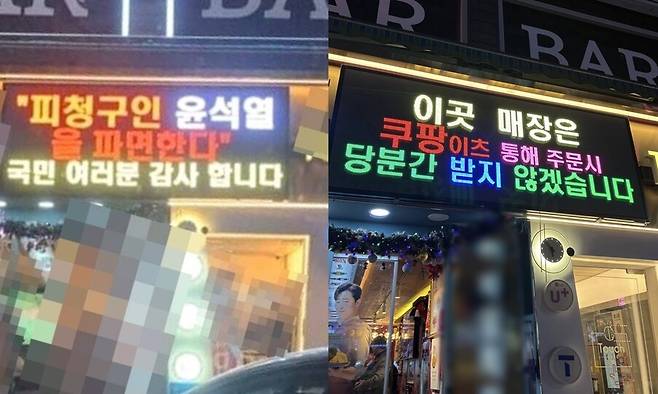 BAR
"피청구인 윤석열
을 파면한다"
국민 여러분 감사 합니다
BAR
이곳 매장은
쿠팡이츠 통해 주문시
당분간 받지 않겠습니다
U+
T